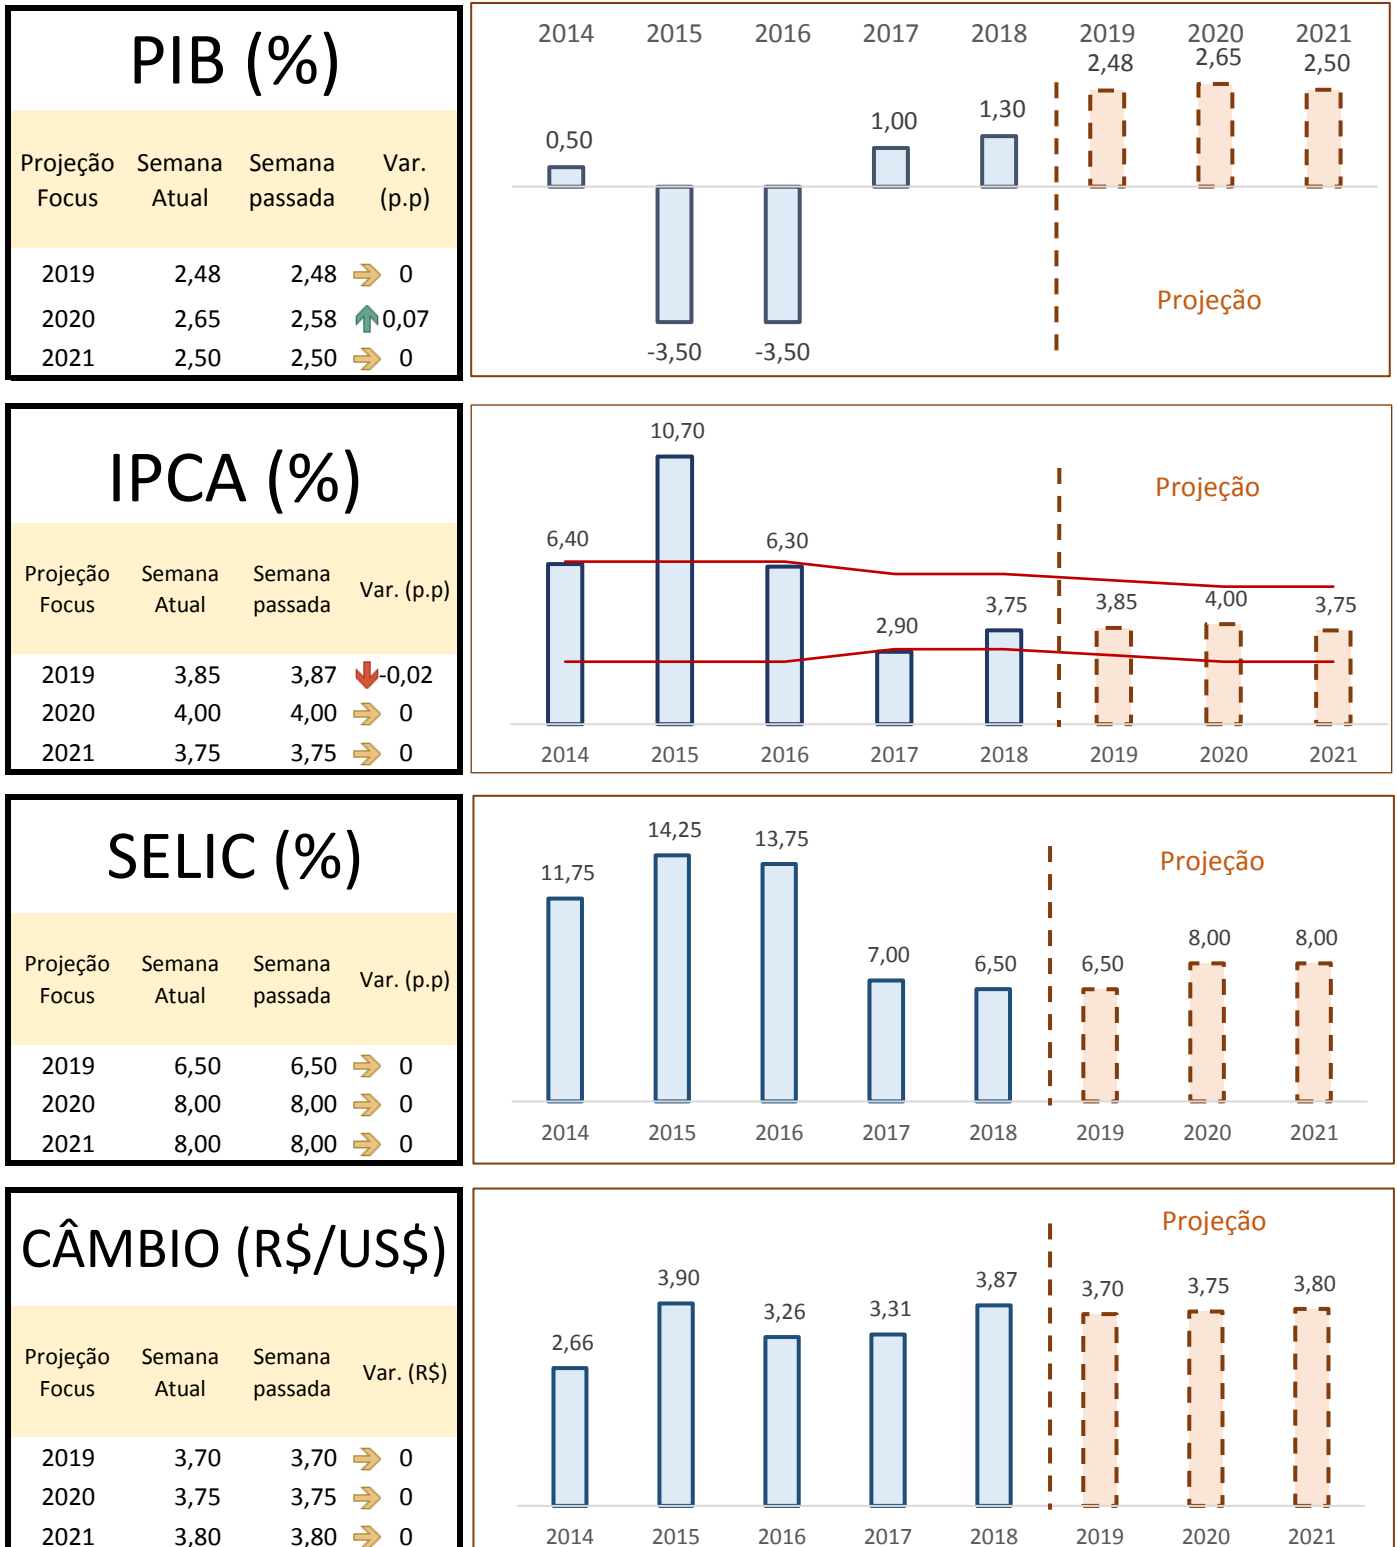 PIB (%)
Projeção Focus Semana Atual Semana passada Var. (p.p)
2019 2,48 2,48 0
2020 2,65 2,58 0,07
2021 2,50 2,50 0
2014 2015 2016 2017 2018 2019 2020 2021
0,50 -3,50 -3,50 1,00 1,30 2,48 2,65 2,50
Projeção
IPCA (%)
Projeção Focus Semana Atual Semana passada Var. (p.p)
2019 3,85 3,87 -0,02
2020 4,00 4,00 0
2021 3,75 3,75 0
Projeção
6,40 10,70 6,30 2,90 3,75 3,85 4,00 3,75
2014 2015 2016 2017 2018 2019 2020 2021
SELIC (%)
Projeção Focus Semana Atual Semana passada Var. (p.p)
2019 6,50 6,50 0
2020 8,00 8,00 0
2021 8,00 8,00 0
Projeção
11,75 14,25 13,75 7,00 6,50 6,50 8,00 8,00
2014 2015 2016 2017 2018 2019 2020 2021
CÂMBIO (R$/US$)
Projeção Focus Semana Atual Semana passada Var. (R$)
2019 3,70 3,70 0
2020 3,75 3,75 0
2021 3,80 3,80 0
Projeção
2,66 3,90 3,26 3,31 3,87 3,70 3,75 3,80
2014 2015 2016 2017 2018 2019 2020 2021